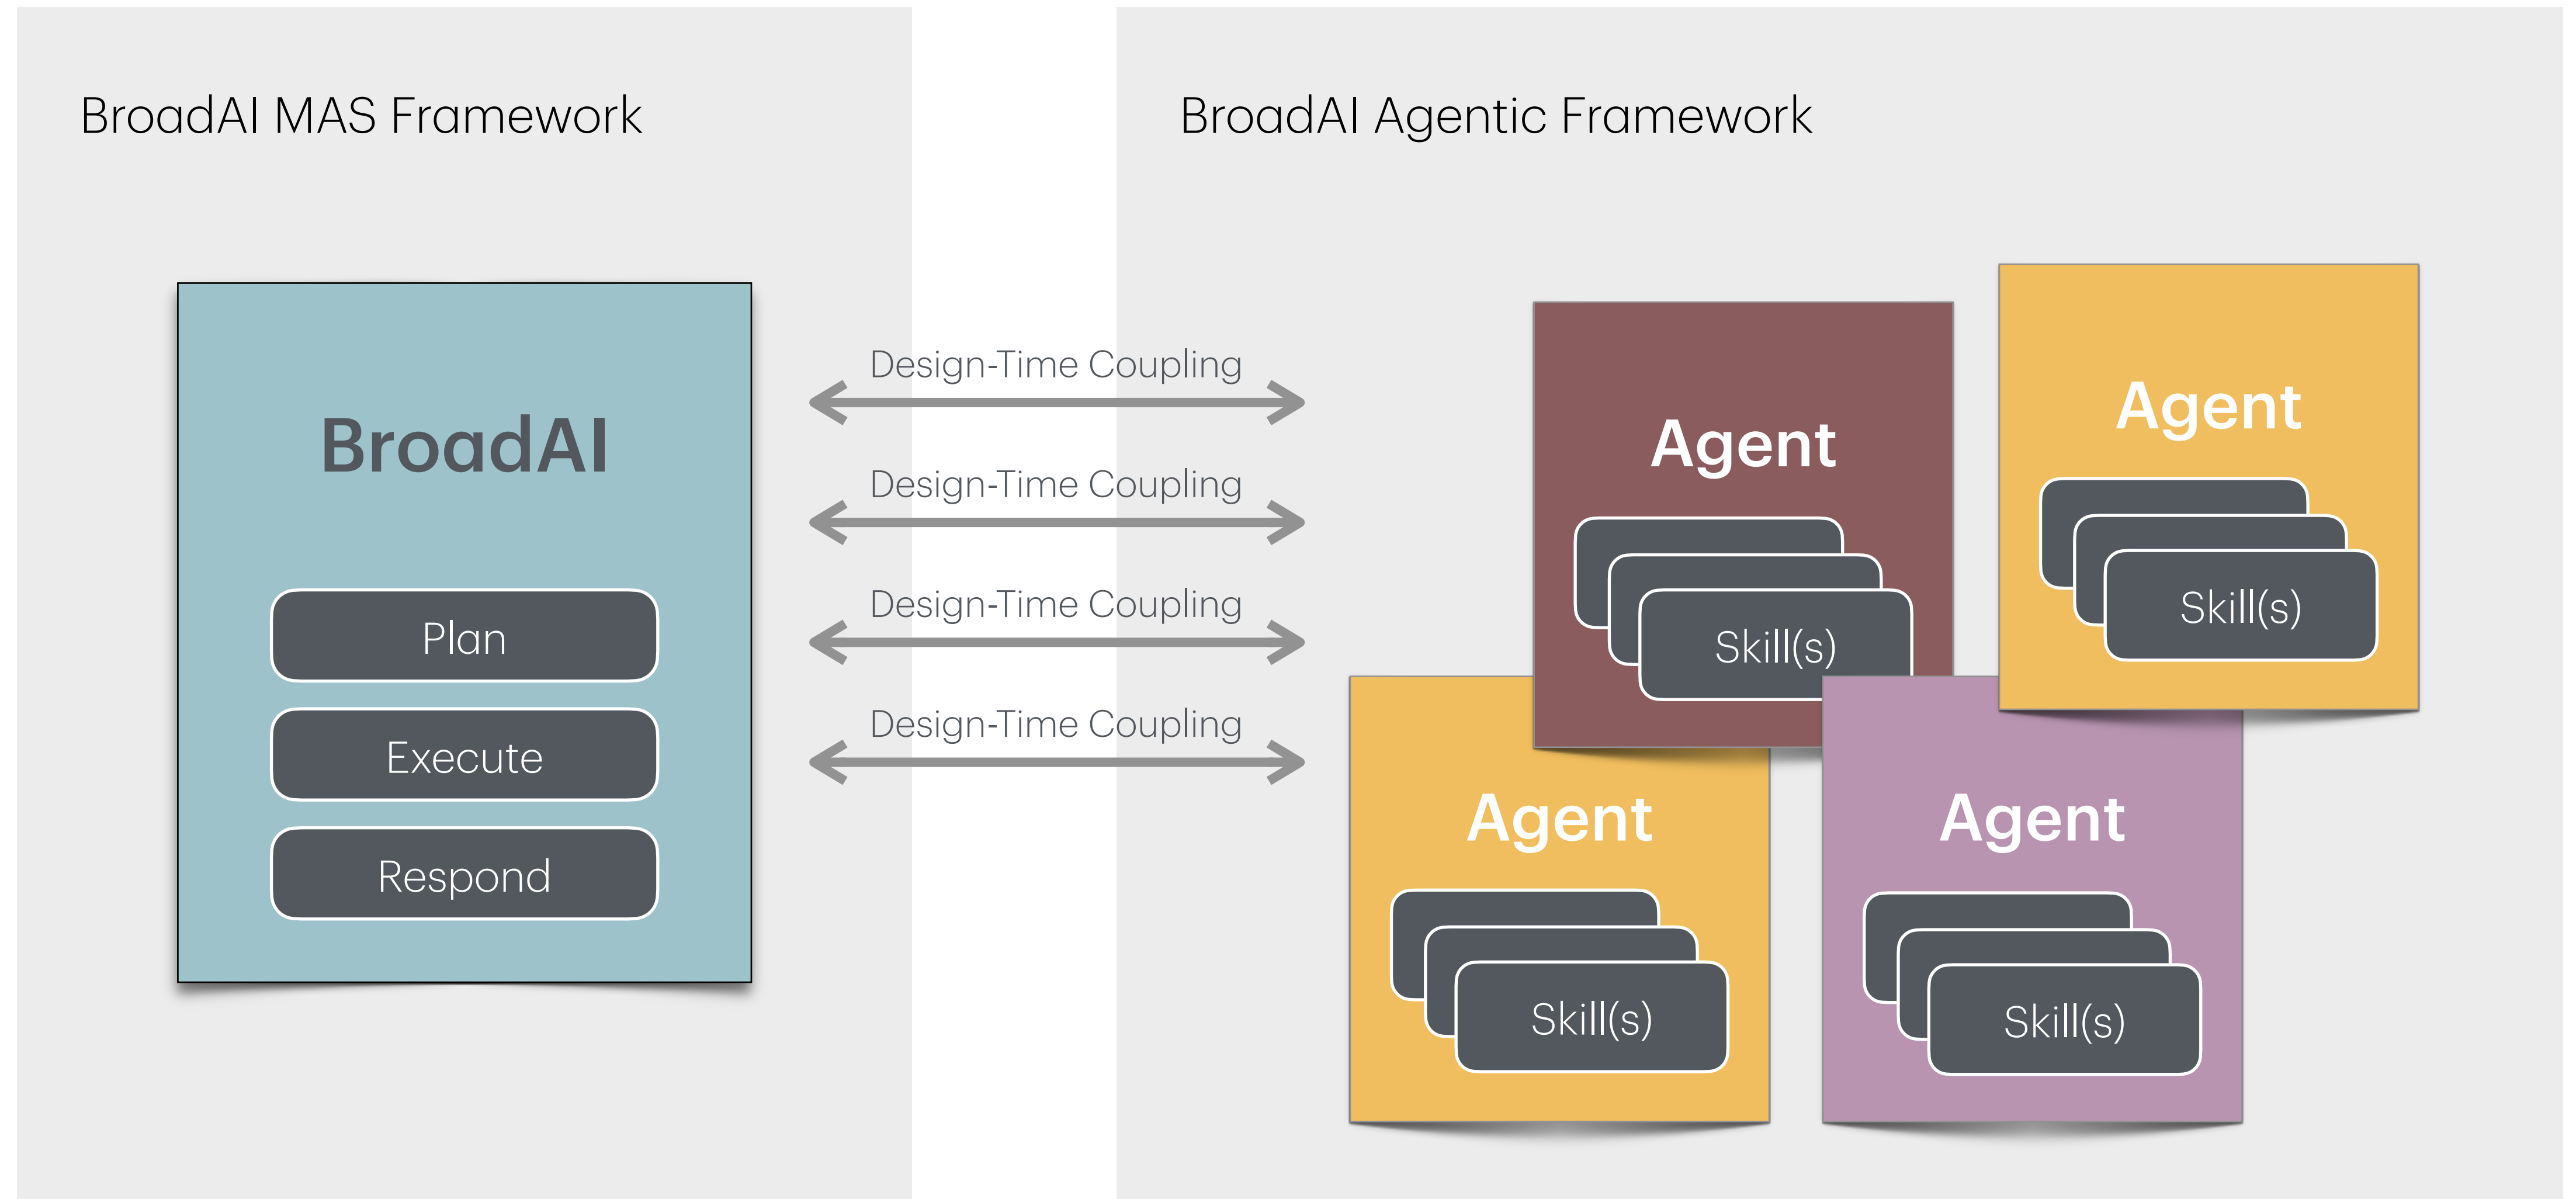 BroadAI MAS Framework
BroadAI
Plan
Execute
Respond
Design-Time Coupling
Design-Time Coupling
Design-Time Coupling
Design-Time Coupling
BroadAI Agentic Framework
Agent
Skill(s)
Agent
Skill(s)
Agent
Skill(s)
Agent
Skill(s)